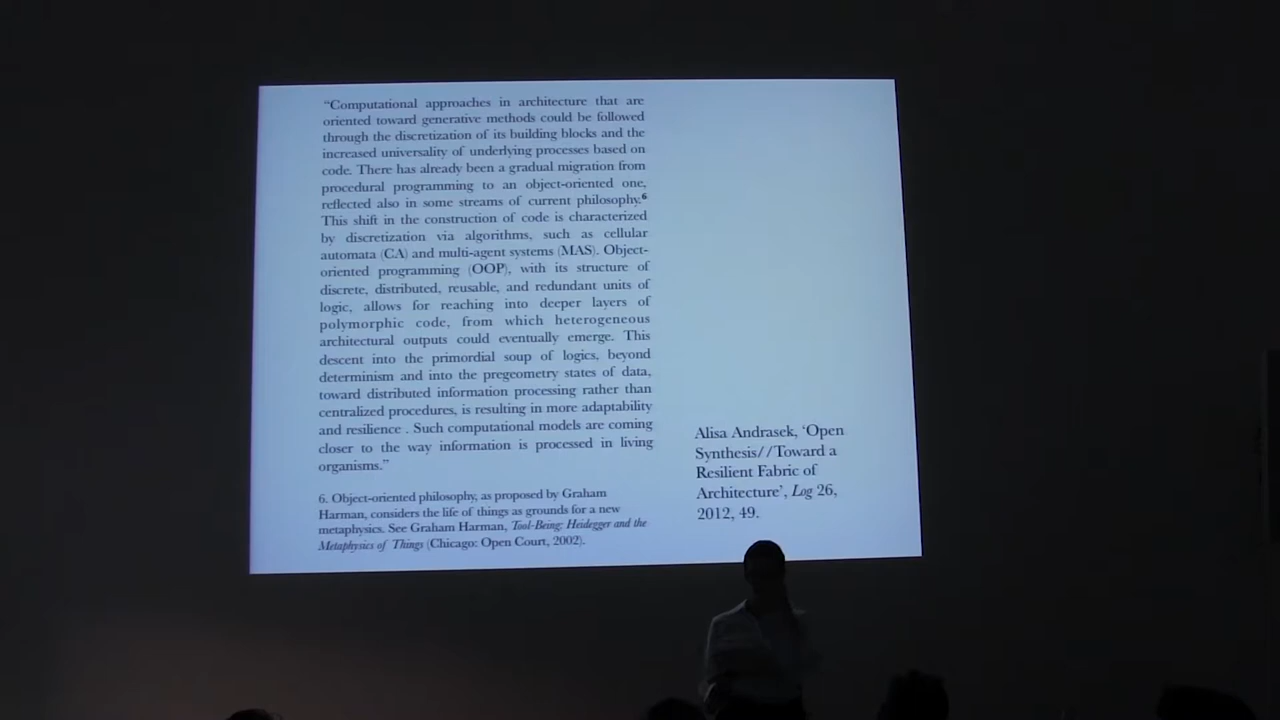 “Computational approaches in architecture that are
oriented toward generative methods could be followed
through the discretization of its building blocks and the
increased universality of underlying processes based on
code. There has already been a gradual migration from
procedural programming to an object-oriented one,
reflected also in some streams of current philosophy.⁶
This shift in the construction of code is characterized
by discretization via algorithms, such as cellular
automata (CA) and multi-agent systems (MAS). Object-
oriented programming (OOP), with its structure of
discrete, distributed, reusable, and redundant units of
logic, allows for reaching into deeper layers of
polymorphic code, from which heterogeneous
architectural outputs could eventually emerge. This
descent into the primordial soup of logics, beyond
determinism and into the pregeometry states of data,
toward distributed information processing rather than
centralized procedures, is resulting in more adaptability
and resilience . Such computational models are coming
closer to the way information is processed in living
organisms.”
6. Object-oriented philosophy, as proposed by Graham
Harman, considers the life of things as grounds for a new
metaphysics. See Graham Harman, Tool-Being: Heidegger and the
Metaphysics of Things (Chicago: Open Court, 2002).
Alisa Andrasek, ‘Open
Synthesis//Toward a
Resilient Fabric of
Architecture’, Log 26,
2012, 49.